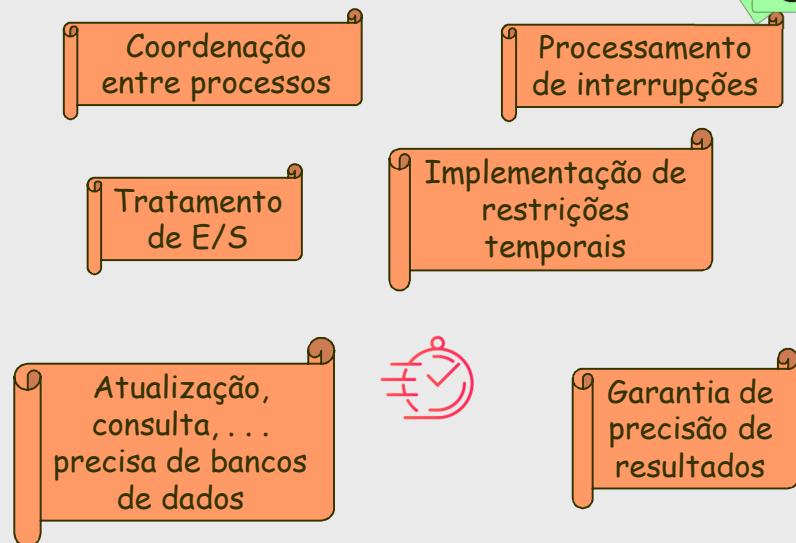 Coordenação
entre processos
Processamento
de interrupções
Tratamento
de E/S
Implementação de
restrições
temporais
Atualização,
consulta, . . .
precisa de bancos
de dados
Garantia de
precisão de
resultados